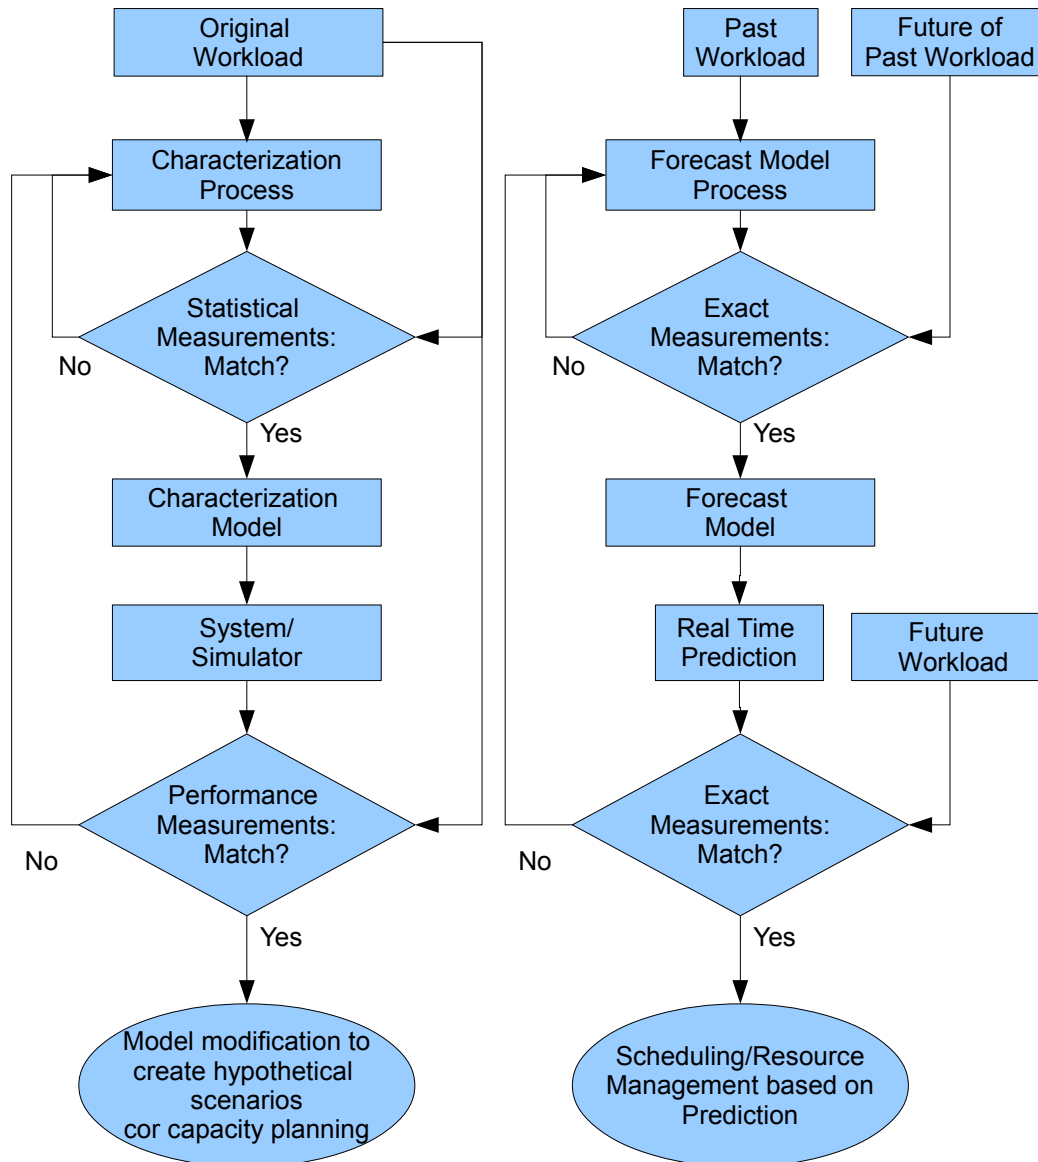 Original
Workload
Characterization
Process
Statistical
Measurements:
Match?
No
Yes
Characterization
Model
System/
Simulator
Performance
Measurements:
Match?
No
Yes
Model modification to
create hypothetical
scenarios
cor capacity planning
Past
Workload
Future of
Past Workload
Forecast Model
Process
Exact
Measurements:
Match?
No
Yes
Forecast
Model
Real Time
Prediction
Future
Workload
Exact
Measurements:
Match?
No
Yes
Scheduling/Resource
Management based on
Prediction